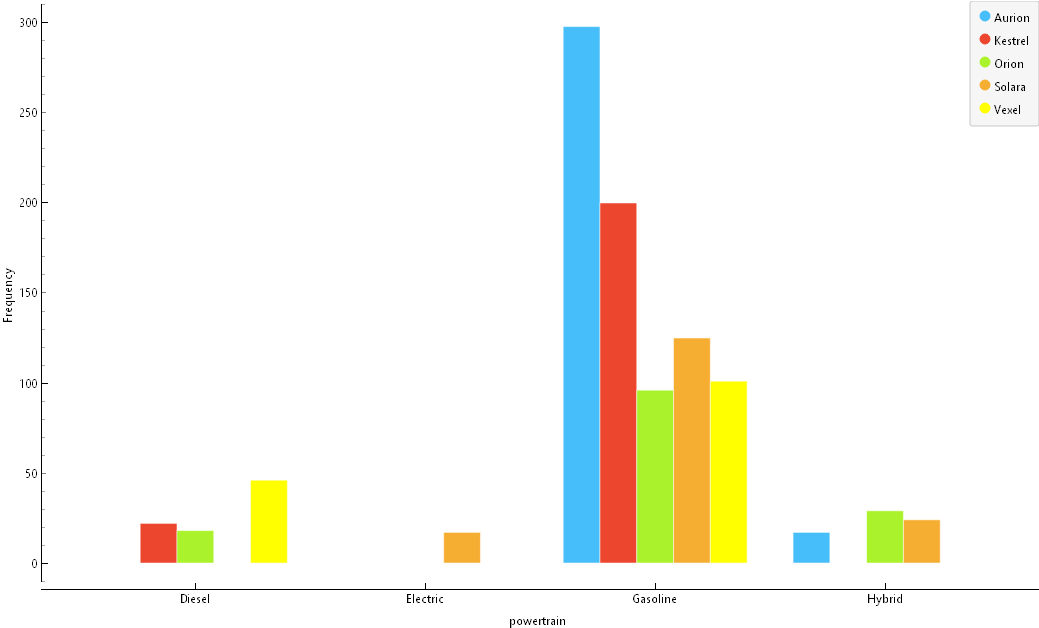 300
250
200
150
100
50
0
Frequency
Diesel
Electric
Gasoline
Hybrid
powertrain
Aurion
Kestrel
Orion
Solara
Vexel